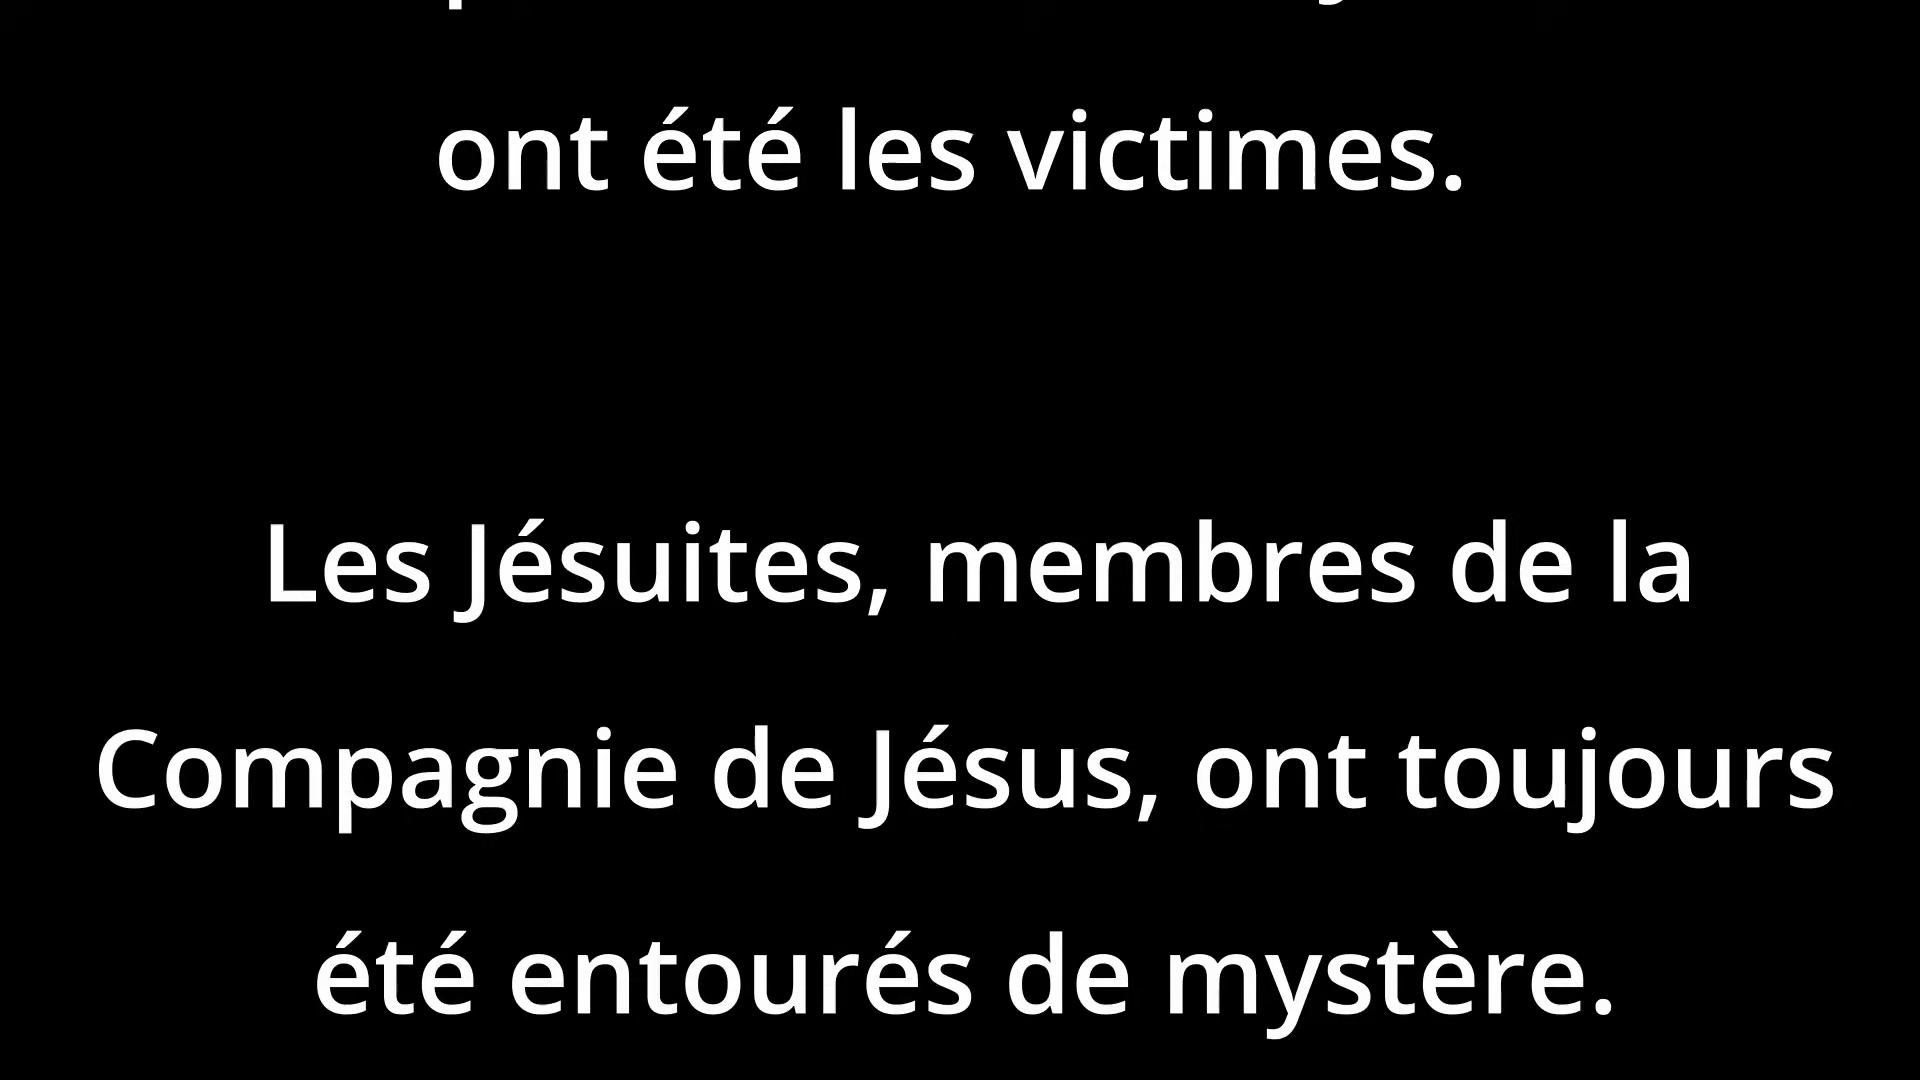 ont été les victimes.
Les Jésuites, membres de la
Compagnie de Jésus, ont toujours
été entourés de mystère.